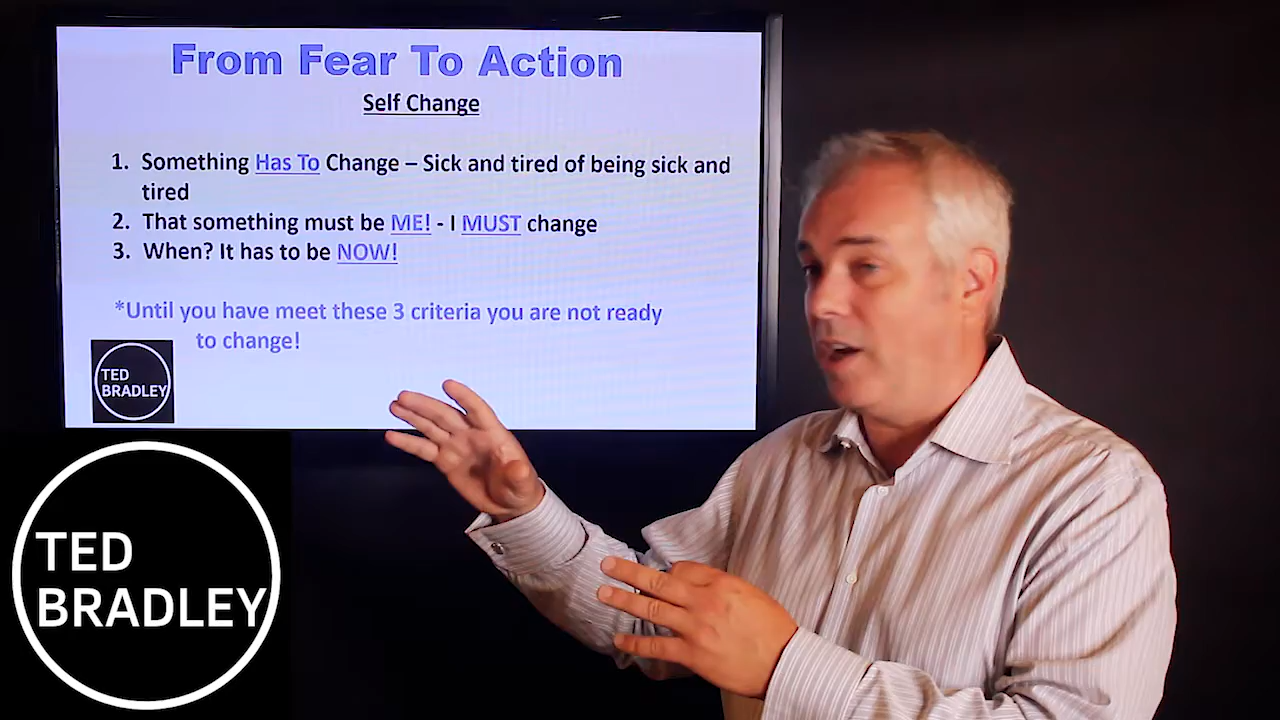 From Fear To Action
Self Change
1. Something Has To Change – Sick and tired of being sick and
tired
2. That something must be ME! - I MUST change
3. When? It has to be NOW!
*Until you have meet these 3 criteria you are not ready
to change!
TED
BRADLEY
TED
BRADLEY